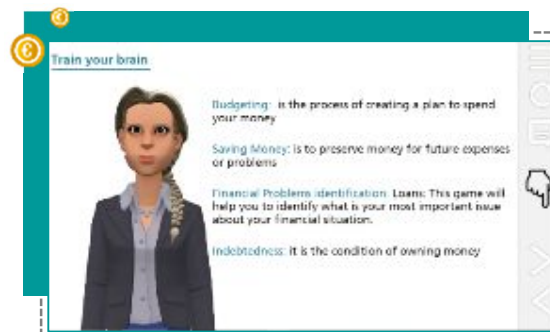 Train your brain
Budgeting: is the process of creating a plan to spend
your money
Saving Money: is to preserve money for future expenses
or problems
Financial Problems identification: Loans: This game will
help you to identify what is your most important issue
about your financial situation.
Indebtedness: it is the condition of owning money